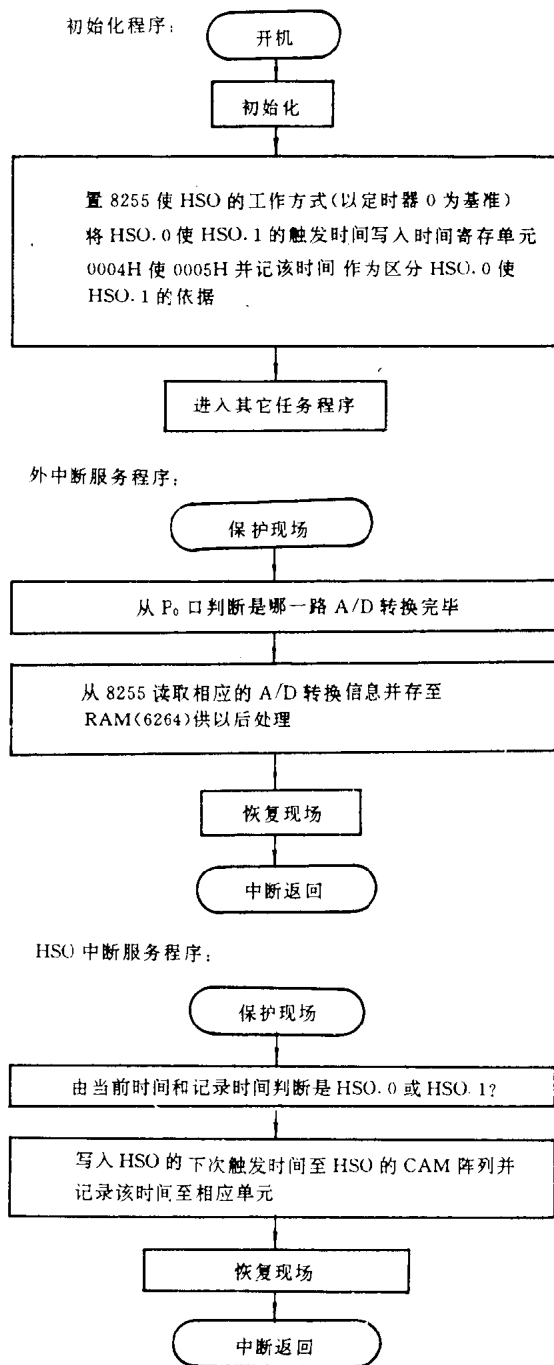 初始化程序：
开机
初始化
置 8255 使 HSO 的工作方式（以定时器 0 为基准）
将 HSO.0 使 HSO.1 的触发时间写入时间寄存单元
0004H 使 0005H 并记该时间 作为区分 HSO.0 使
HSO.1 的依据
进入其它任务程序
外中断服务程序：
保护现场
从 P₀ 口判断是哪一路 A/D 转换完毕
从 8255 读取相应的 A/D 转换信息并存至
RAM(6264)供以后处理
恢复现场
中断返回
HSO 中断服务程序：
保护现场
由当前时间和记录时间判断是 HSO.0 或 HSO.1？
写入 HSO 的下次触发时间至 HSO 的 CAM 阵列并
记录该时间至相应单元
恢复现场
中断返回